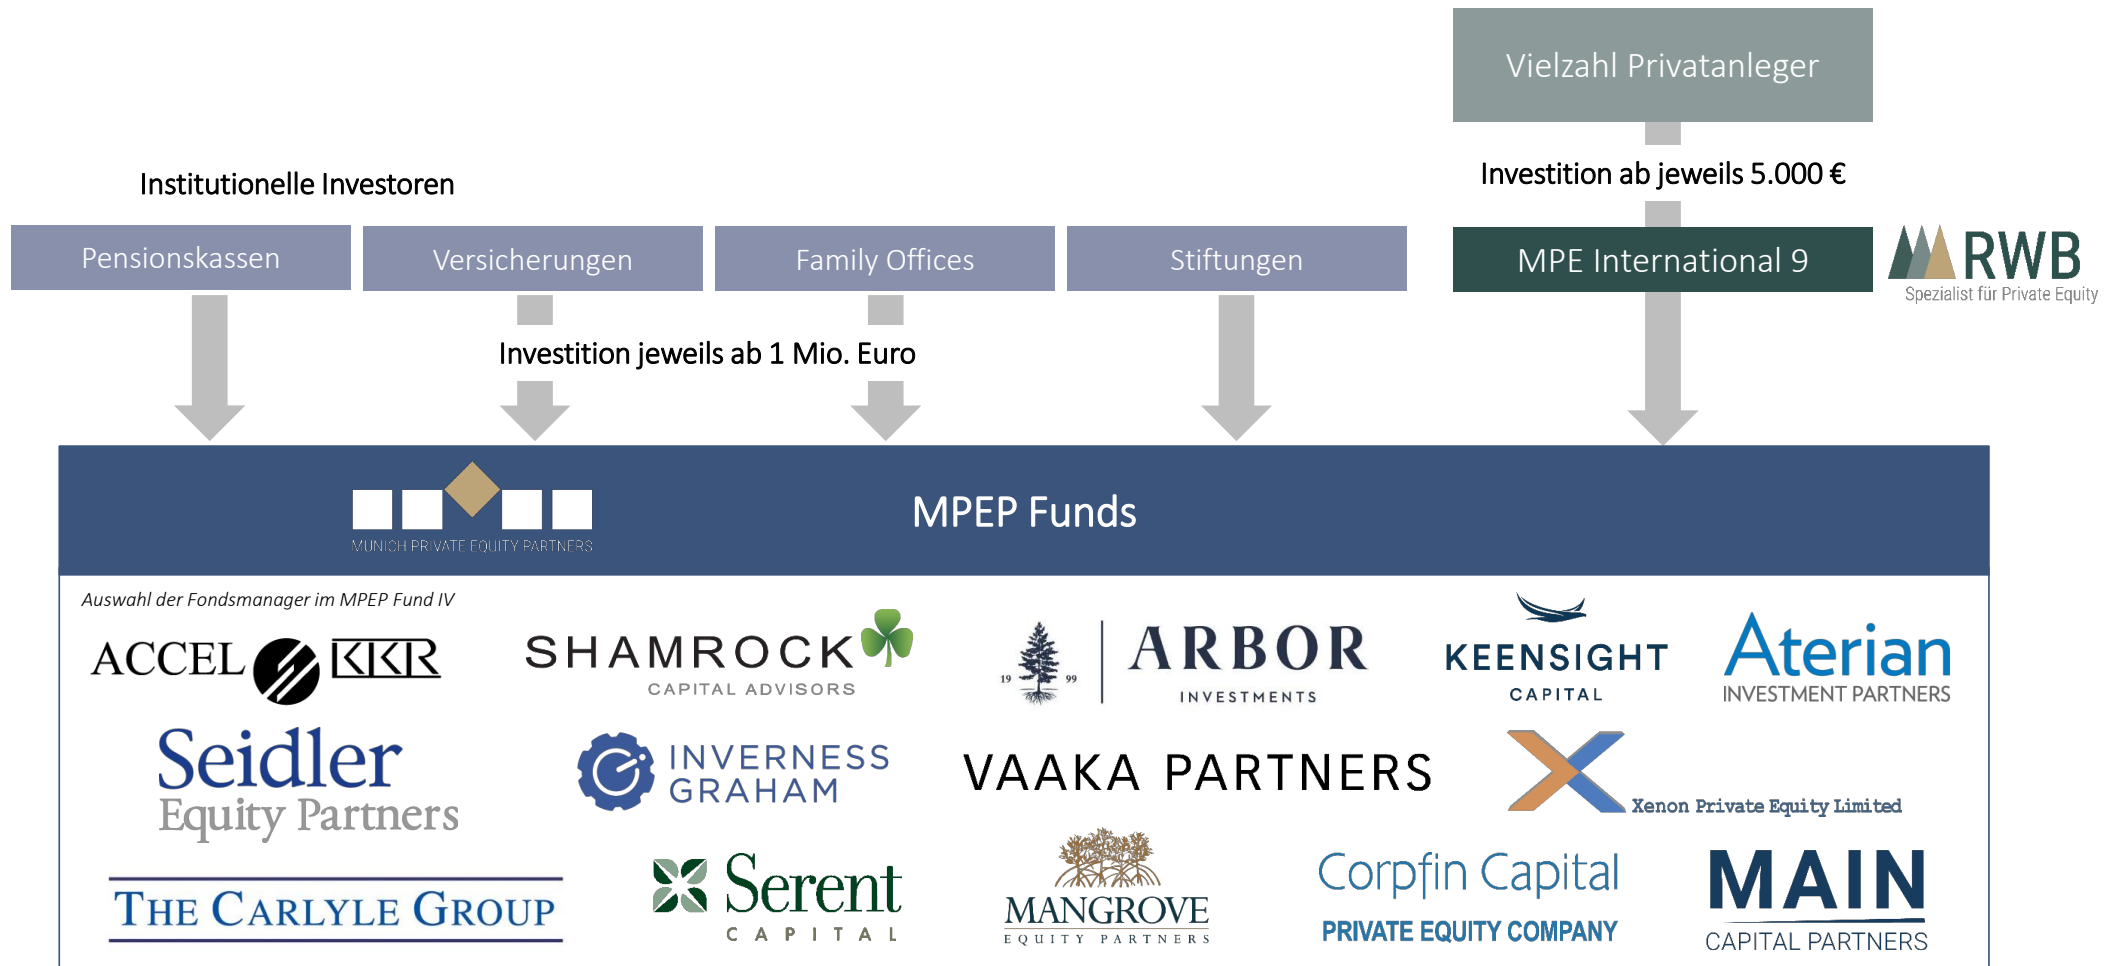 Vielzahl Privatanleger
Investition ab jeweils 5.000 €
Institutionelle Investoren
Pensionskassen
Versicherungen
Family Offices
Stiftungen
MPE International 9
RWB
Spezialist für Private Equity
Investition jeweils ab 1 Mio. Euro
MUNICH PRIVATE EQUITY PARTNERS
MPEP Funds
Auswahl der Fondsmanager im MPEP Fund IV
ACCEL KKR
SHAMROCK
CAPITAL ADVISORS
19 99
ARBOR
INVESTMENTS
KEENSIGHT
CAPITAL
Aterian
INVESTMENT PARTNERS
Seidler
Equity Partners
INVERNESS
GRAHAM
VAAKA PARTNERS
Xenon Private Equity Limited
THE CARLYLE GROUP
Serent
CAPITAL
MANGROVE
EQUITY PARTNERS
Corpfin Capital
PRIVATE EQUITY COMPANY
MAIN
CAPITAL PARTNERS